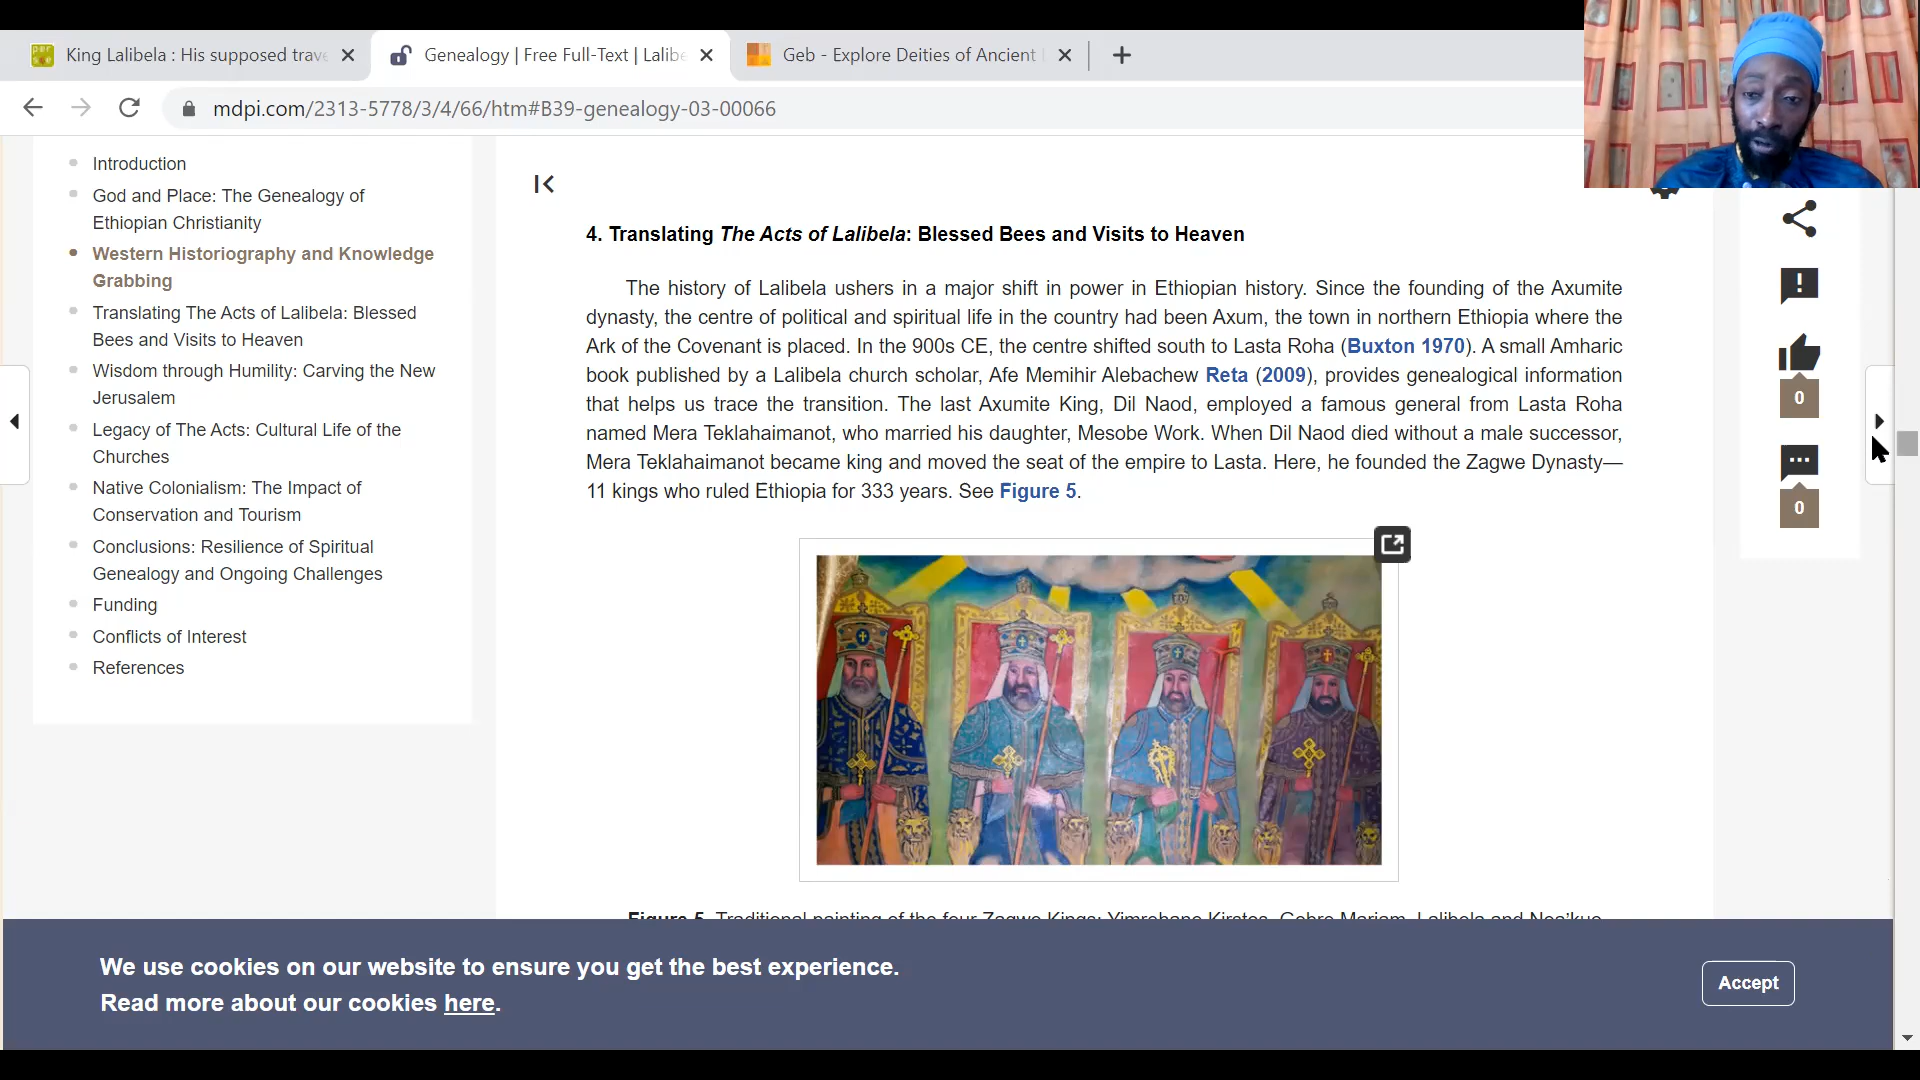 King Lalibela : His supposed trave
Genealogy | Free Full-Text | Lalibe
Geb - Explore Deities of Ancient
mdpi.com/2313-5778/3/4/66/htm#B39-genealogy-03-00066
Introduction
God and Place: The Genealogy of
Ethiopian Christianity
Western Historiography and Knowledge
Grabbing
Translating The Acts of Lalibela: Blessed
Bees and Visits to Heaven
Wisdom through Humility: Carving the New
Jerusalem
Legacy of The Acts: Cultural Life of the
Churches
Native Colonialism: The Impact of
Conservation and Tourism
Conclusions: Resilience of Spiritual
Genealogy and Ongoing Challenges
Funding
Conflicts of Interest
References
4. Translating The Acts of Lalibela: Blessed Bees and Visits to Heaven
The history of Lalibela ushers in a major shift in power in Ethiopian history. Since the founding of the Axumite
dynasty, the centre of political and spiritual life in the country had been Axum, the town in northern Ethiopia where the
Ark of the Covenant is placed. In the 900s CE, the centre shifted south to Lasta Roha (Buxton 1970). A small Amharic
book published by a Lalibela church scholar, Afe Memihir Alebachew Reta (2009), provides genealogical information
that helps us trace the transition. The last Axumite King, Dil Naod, employed a famous general from Lasta Roha
named Mera Teklahaimanot, who married his daughter, Mesobe Work. When Dil Naod died without a male successor,
Mera Teklahaimanot became king and moved the seat of the empire to Lasta. Here, he founded the Zagwe Dynasty—
11 kings who ruled Ethiopia for 333 years. See Figure 5.
0
0
Figure 5. Traditional painting of the four Zagwe Kings: Yimrehane Kirstos, Gebre Mariam, Lalibela and Nea'kuo
We use cookies on our website to ensure you get the best experience.
Read more about our cookies here.
Accept